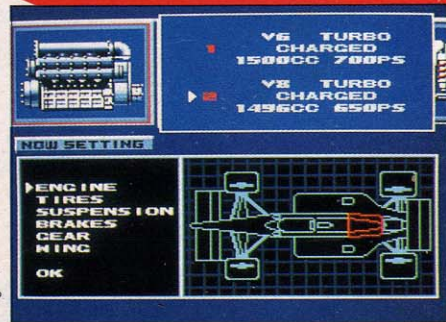 V6 TURBO
1 CHARGED
1500CC 700PS
V8 TURBO
2 CHARGED
1496CC 650PS
NOW SETTING
ENGINE
TIRES
SUSPENSION
BRAKES
GEAR
WING
OK